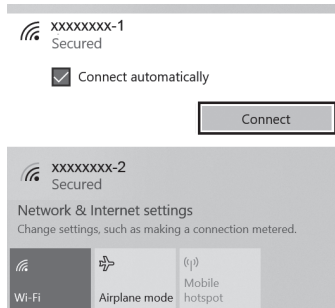 xxxxxxxx-1
Secured
Connect automatically
Connect
xxxxxxxx-2
Secured
Network & Internet settings
Change settings, such as making a connection metered.
Wi-Fi
Airplane mode
Mobile
hotspot